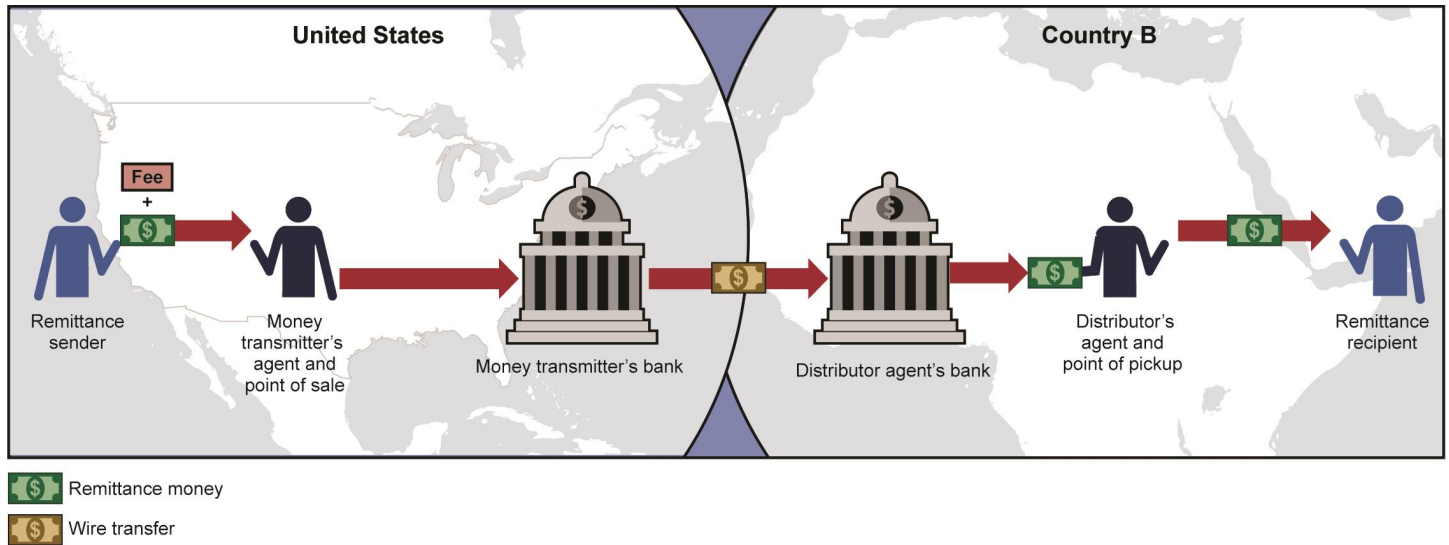 United States
Country B
Fee
+
$
$
$
$
$
$
Remittance
sender
Money
transmitter’s
agent and
point of sale
Money transmitter’s bank
Distributor agent’s bank
Distributor’s
agent and
point of pickup
Remittance
recipient
$ Remittance money
$ Wire transfer